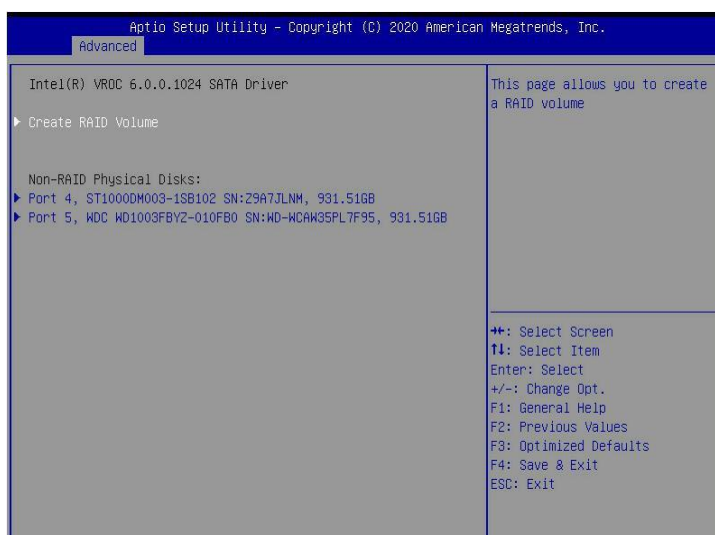 Aptio Setup Utility – Copyright (C) 2020 American Megatrends, Inc.
Advanced
Intel(R) VROC 6.0.0.1024 SATA Driver
Create RAID Volume
Non-RAID Physical Disks:
Port 4, ST1000DM003-1SB102 SN:Z9A7JLNM, 931.51GB
Port 5, WDC WD1003FBYZ-010FB0 SN:WD-WCAW35PL7F95, 931.51GB
This page allows you to create
a RAID volume
→←: Select Screen
↑↓: Select Item
Enter: Select
+/-: Change Opt.
F1: General Help
F2: Previous Values
F3: Optimized Defaults
F4: Save & Exit
ESC: Exit